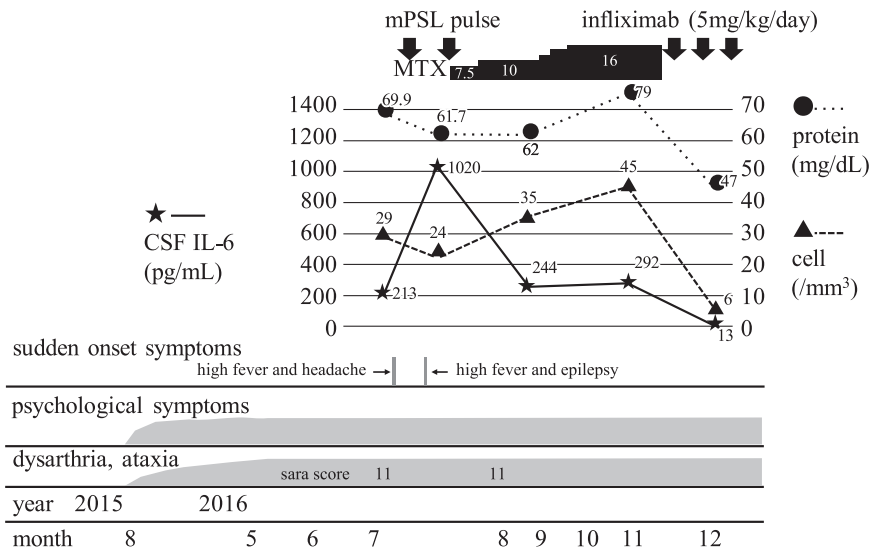 mPSL pulse
infliximab (5mg/kg/day)
MTX 7.5 10 16
1400 69.9 61.7 79 70
1200 62 60
1000 1020 50
800 35 45 40
600 29 24 30
400 244 292 20
200 213 6 10
0 13 0
protein
(mg/dL)
cell
(/mm³)
CSF IL-6
(pg/mL)
47
sudden onset symptoms
high fever and headache
high fever and epilepsy
psychological symptoms
dysarthria, ataxia
sara score 11 11
year 2015 2016
month 8 5 6 7 8 9 10 11 12